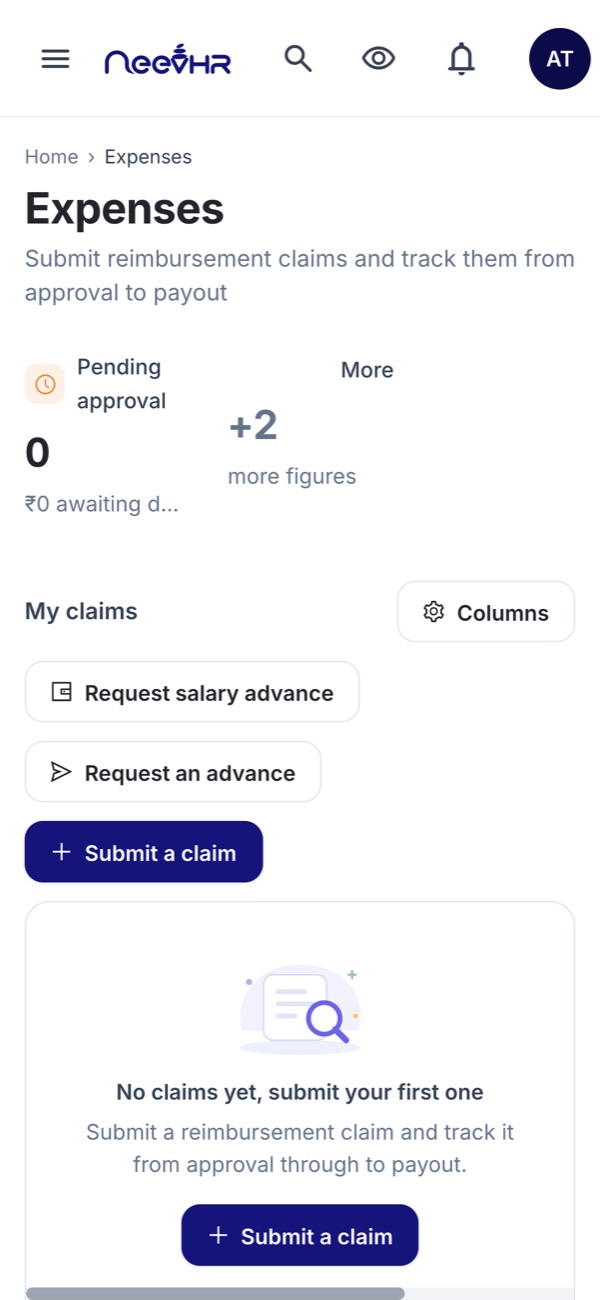 NeevHR
AT
Home › Expenses
Expenses
Submit reimbursement claims and track them from
approval to payout
Pending
approval
0
₹0 awaiting d...
More
+2
more figures
My claims
Columns
Request salary advance
Request an advance
+ Submit a claim
No claims yet, submit your first one
Submit a reimbursement claim and track it
from approval through to payout.
+ Submit a claim